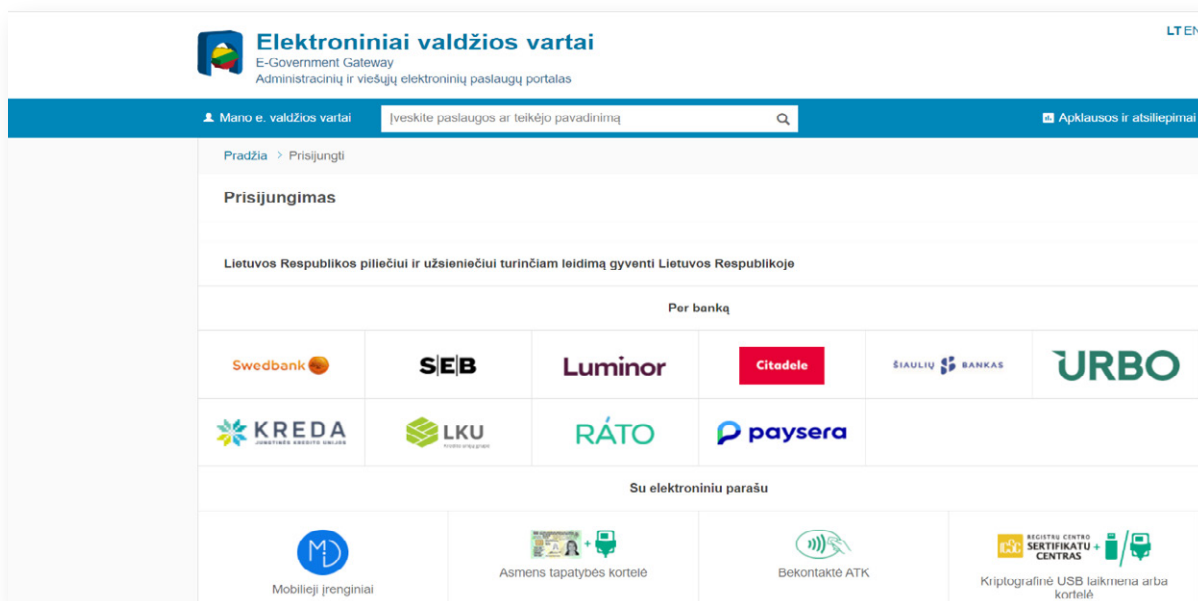 LT EN
Elektroniniai valdžios vartai
E-Government Gateway
Administracinių ir viešųjų elektroninių paslaugų portalas
Mano e. valdžios vartai
Įveskite paslaugos ar teikėjo pavadinimą
Apklausos ir atsiliepimai
Pradžia > Prisijungti
Prisijungimas
Lietuvos Respublikos piliečiui ir užsieniečiui turinčiam leidimą gyventi Lietuvos Respublikoje
Per banką
Swedbank
S|E|B
Luminor
Citadele
ŠIAULIŲ BANKAS
URBO
KREDA
JUNGTINĖS KREDITO UNIJOS
LKU
Kredito unijų grupė
RÁTO
paysera
Su elektroniniu parašu
Mobilieji įrenginiai
+
Asmens tapatybės kortelė
Bekontaktė ATK
REGISTRŲ CENTRO
SERTIFIKATŲ +
CENTRAS
Kriptografinė USB laikmena arba
kortelė